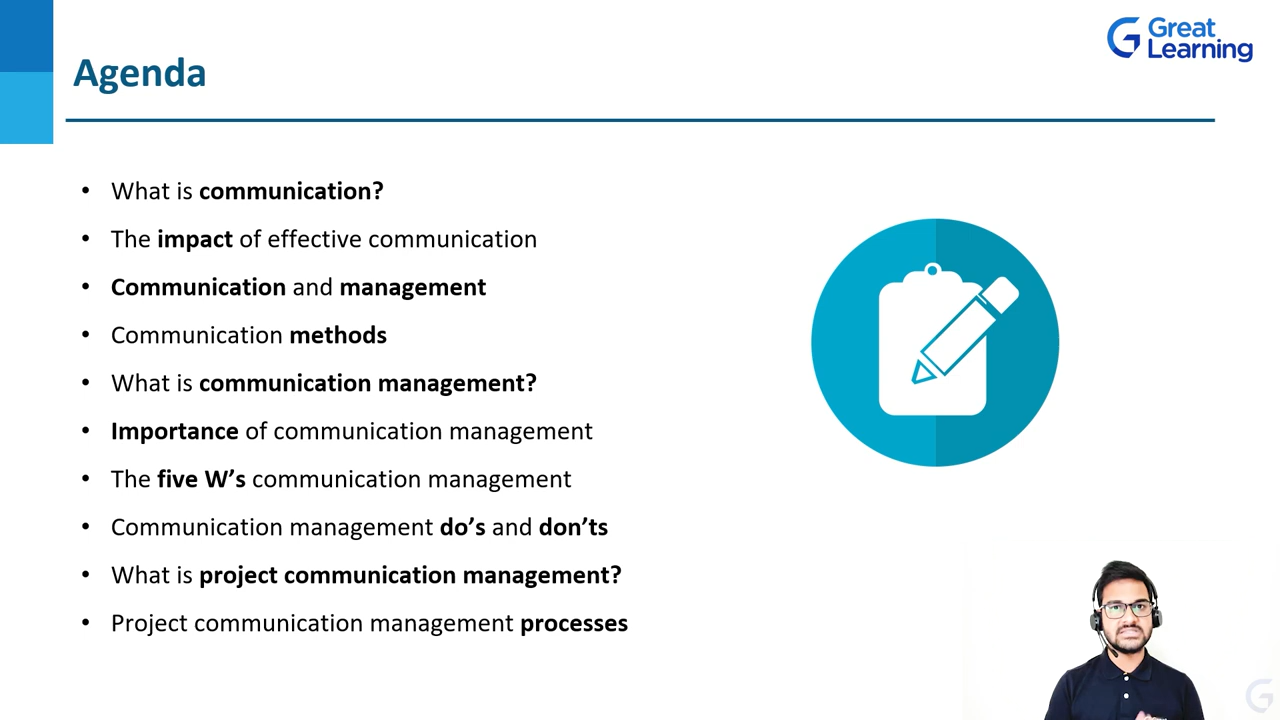 Great
Learning
Agenda
• What is communication?
• The impact of effective communication
• Communication and management
• Communication methods
• What is communication management?
• Importance of communication management
• The five W’s communication management
• Communication management do’s and don’ts
• What is project communication management?
• Project communication management processes